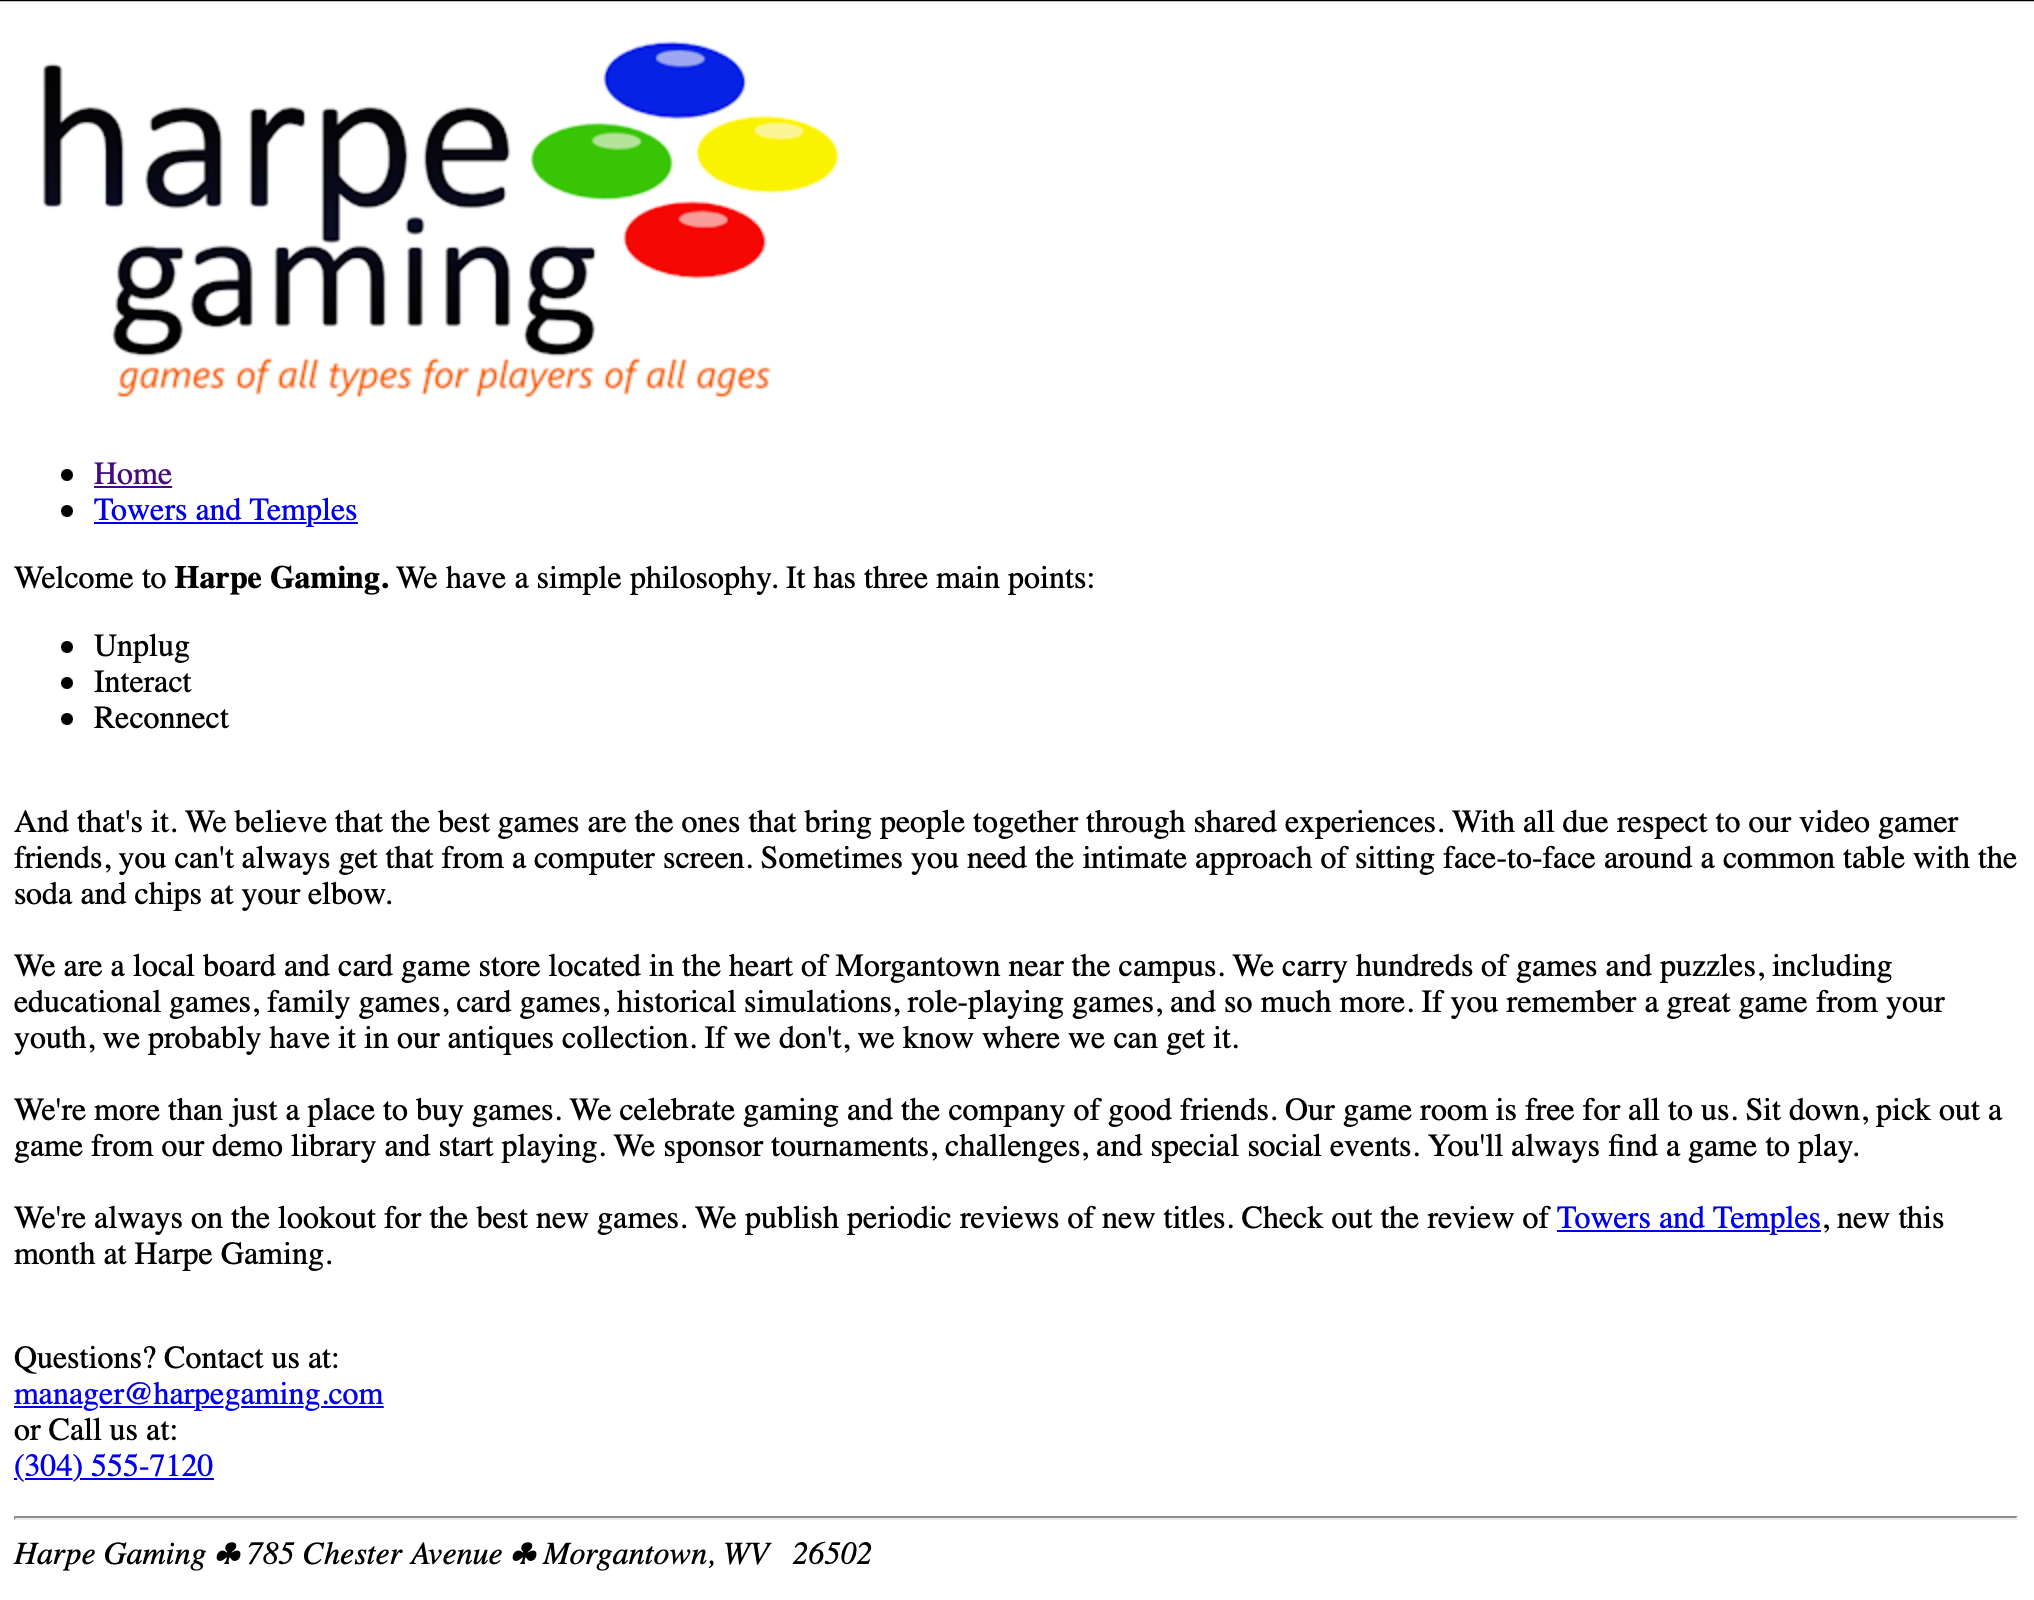 harpe
gaming
games of all types for players of all ages
• Home
• Towers and Temples
Welcome to Harpe Gaming. We have a simple philosophy. It has three main points:
• Unplug
• Interact
• Reconnect
And that's it. We believe that the best games are the ones that bring people together through shared experiences. With all due respect to our video gamer
friends, you can't always get that from a computer screen. Sometimes you need the intimate approach of sitting face-to-face around a common table with the
soda and chips at your elbow.
We are a local board and card game store located in the heart of Morgantown near the campus. We carry hundreds of games and puzzles, including
educational games, family games, card games, historical simulations, role-playing games, and so much more. If you remember a great game from your
youth, we probably have it in our antiques collection. If we don't, we know where we can get it.
We're more than just a place to buy games. We celebrate gaming and the company of good friends. Our game room is free for all to us. Sit down, pick out a
game from our demo library and start playing. We sponsor tournaments, challenges, and special social events. You'll always find a game to play.
We're always on the lookout for the best new games. We publish periodic reviews of new titles. Check out the review of Towers and Temples, new this
month at Harpe Gaming.
Questions? Contact us at:
manager@harpegaming.com
or Call us at:
(304) 555-7120
Harpe Gaming ♣ 785 Chester Avenue ♣ Morgantown, WV   26502